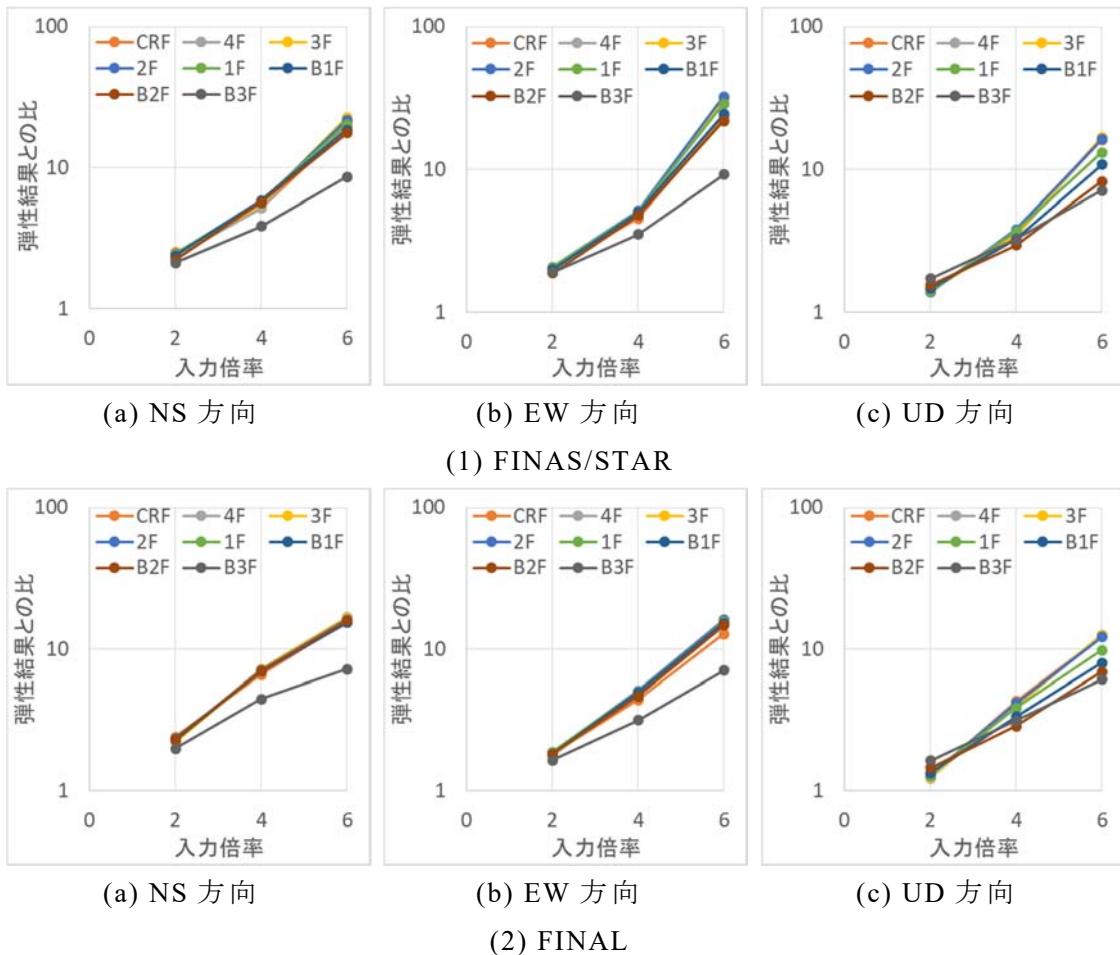 100
CRF 4F 3F
2F 1F B1F
B2F B3F
10
1
0 2 4 6
弾性結果との比
入力倍率
(a) NS 方向
100
CRF 4F 3F
2F 1F B1F
B2F B3F
10
1
0 2 4 6
弾性結果との比
入力倍率
(b) EW 方向
100
CRF 4F 3F
2F 1F B1F
B2F B3F
10
1
0 2 4 6
弾性結果との比
入力倍率
(c) UD 方向
(1) FINAS/STAR
100
CRF 4F 3F
2F 1F B1F
B2F B3F
10
1
0 2 4 6
弾性結果との比
入力倍率
(a) NS 方向
100
CRF 4F 3F
2F 1F B1F
B2F B3F
10
1
0 2 4 6
弾性結果との比
入力倍率
(b) EW 方向
100
CRF 4F 3F
2F 1F B1F
B2F B3F
10
1
0 2 4 6
弾性結果との比
入力倍率
(c) UD 方向
(2) FINAL